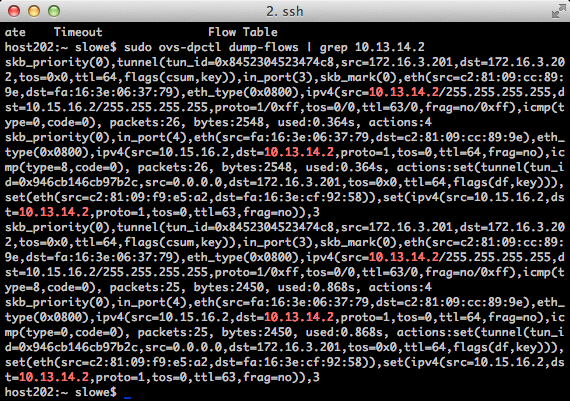 2. ssh
ate    Timeout               Flow Table
host202:~ slowe$ sudo ovs-dpctl dump-flows | grep 10.13.14.2
skb_priority(0),tunnel(tun_id=0x8452304523474c8,src=172.16.3.201,dst=172.16.3.20
2,tos=0x0,ttl=64,flags(csum,key)),in_port(3),skb_mark(0),eth(src=c2:81:09:cc:89:
9e,dst=fa:16:3e:06:37:79),eth_type(0x0800),ipv4(src=10.13.14.2/255.255.255.255,d
st=10.15.16.2/255.255.255.255,proto=1/0xff,tos=0/0,ttl=63/0,frag=no/0xff),icmp(t
ype=0,code=0), packets:26, bytes:2548, used:0.364s, actions:4
skb_priority(0),in_port(4),eth(src=fa:16:3e:06:37:79,dst=c2:81:09:cc:89:9e),eth_
type(0x0800),ipv4(src=10.15.16.2,dst=10.13.14.2,proto=1,tos=0,ttl=64,frag=no),ic
mp(type=8,code=0), packets:26, bytes:2548, used:0.364s, actions:set(tunnel(tun_i
d=0x946cb146cb97b2c,src=0.0.0.0,dst=172.16.3.201,tos=0x0,ttl=64,flags(df,key))),
set(eth(src=c2:81:09:f9:e5:a2,dst=fa:16:3e:cf:92:58)),set(ipv4(src=10.15.16.2,ds
t=10.13.14.2,proto=1,tos=0,ttl=63,frag=no)),3
skb_priority(0),tunnel(tun_id=0x8452304523474c8,src=172.16.3.201,dst=172.16.3.20
2,tos=0x0,ttl=64,flags(csum,key)),in_port(3),skb_mark(0),eth(src=c2:81:09:cc:89:
9e,dst=fa:16:3e:06:37:79),eth_type(0x0800),ipv4(src=10.13.14.2/255.255.255.255,d
st=10.15.16.2/255.255.255.255,proto=1/0xff,tos=0/0,ttl=63/0,frag=no/0xff),icmp(t
ype=8,code=0), packets:25, bytes:2450, used:0.868s, actions:4
skb_priority(0),in_port(4),eth(src=fa:16:3e:06:37:79,dst=c2:81:09:cc:89:9e),eth_
type(0x0800),ipv4(src=10.15.16.2,dst=10.13.14.2,proto=1,tos=0,ttl=64,frag=no),ic
mp(type=0,code=0), packets:25, bytes:2450, used:0.868s, actions:set(tunnel(tun_i
d=0x946cb146cb97b2c,src=0.0.0.0,dst=172.16.3.201,tos=0x0,ttl=64,flags(df,key))),
set(eth(src=c2:81:09:f9:e5:a2,dst=fa:16:3e:cf:92:58)),set(ipv4(src=10.15.16.2,ds
t=10.13.14.2,proto=1,tos=0,ttl=63,frag=no)),3
host202:~ slowe$